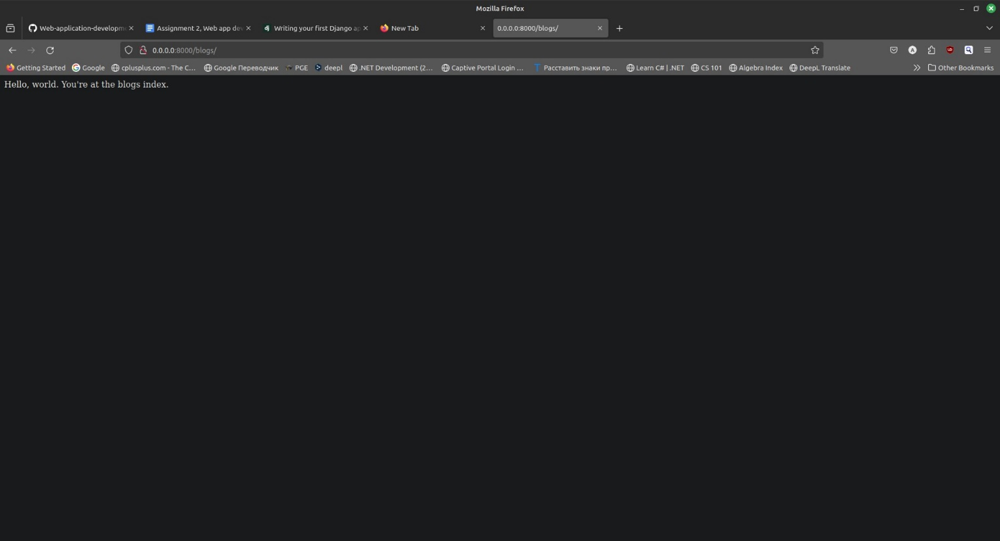 Mozilla Firefox
Web-application-developm
Assignment 2, Web app dev
dj Writing your first Django ap
New Tab
0.0.0.0:8000/blogs/
0.0.0.0:8000/blogs/
A
Getting Started
Google
cplusplus.com - The C...
Google Переводчик
PGE
deepl
.NET Development (2...
Captive Portal Login ...
T Расставить знаки пр...
Learn C# | .NET
CS 101
Algebra Index
DeepL Translate
Other Bookmarks
Hello, world. You're at the blogs index.